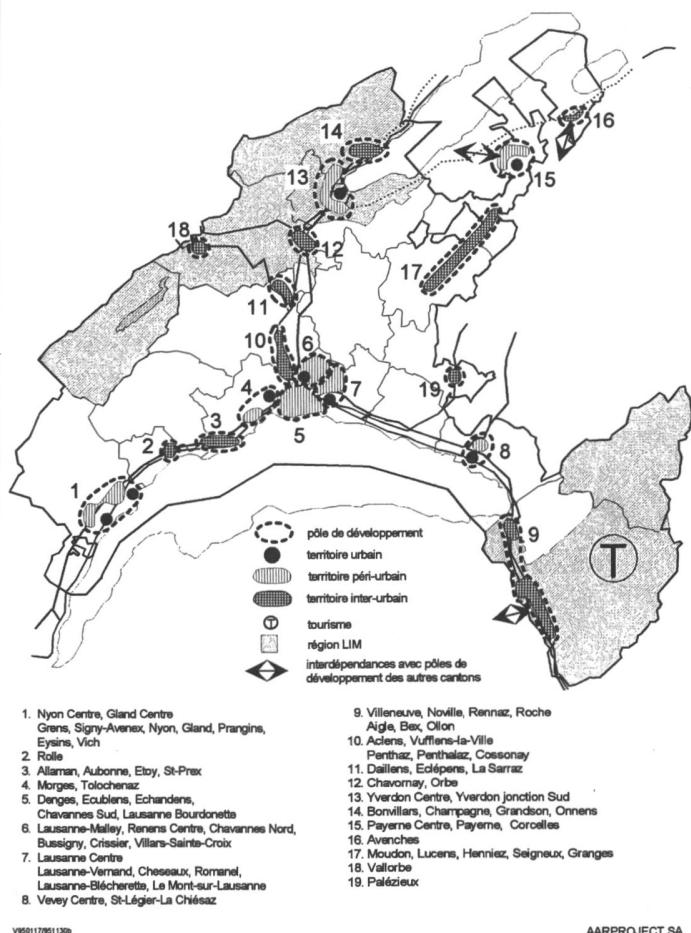 14
16
13
15
18
12
17
11
10
6
4
7
19
3
5
2
8
1
9
T
pôle de développement
territoire urbain
territoire péri-urbain
territoire inter-urbain
T tourisme
région LIM
interdépendances avec pôles de
développement des autres cantons
1. Nyon Centre, Gland Centre
Grens, Signy-Avenex, Nyon, Gland, Prangins,
Eysins, Vich
2. Rolle
3. Allaman, Aubonne, Etoy, St-Prex
4. Morges, Tolochenaz
5. Denges, Ecublens, Echandens,
Chavannes Sud, Lausanne Bourdonette
6. Lausanne-Malley, Renens Centre, Chavannes Nord,
Bussigny, Crissier, Villars-Sainte-Croix
7. Lausanne Centre
Lausanne-Vernand, Cheseaux, Romanel,
Lausanne-Blécherette, Le Mont-sur-Lausanne
8. Vevey Centre, St-Légier-La Chiésaz
9. Villeneuve, Noville, Rennaz, Roche
Aigle, Bex, Ollon
10. Aclens, Vufflens-la-Ville
Penthaz, Penthalaz, Cossonay
11. Daillens, Eclépens, La Sarraz
12. Chavornay, Orbe
13. Yverdon Centre, Yverdon jonction Sud
14. Bonvillars, Champagne, Grandson, Onnens
15. Payerne Centre, Payerne, Corcelles
16. Avenches
17. Moudon, Lucens, Henniez, Seigneux, Granges
18. Vallorbe
19. Palézieux
V950117/951130b
AARPROJECT SA